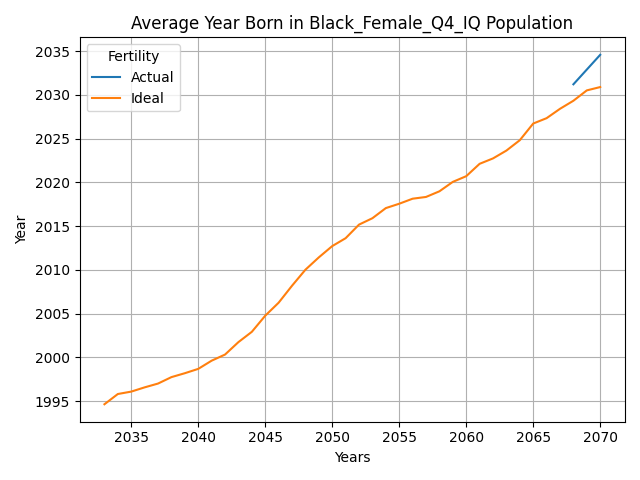 Average Year Born in Black_Female_Q4_IQ Population
Fertility
Actual
Ideal
2035
2030
2025
2020
2015
2010
2005
2000
1995
Year
2035 2040 2045 2050 2055 2060 2065 2070
Years